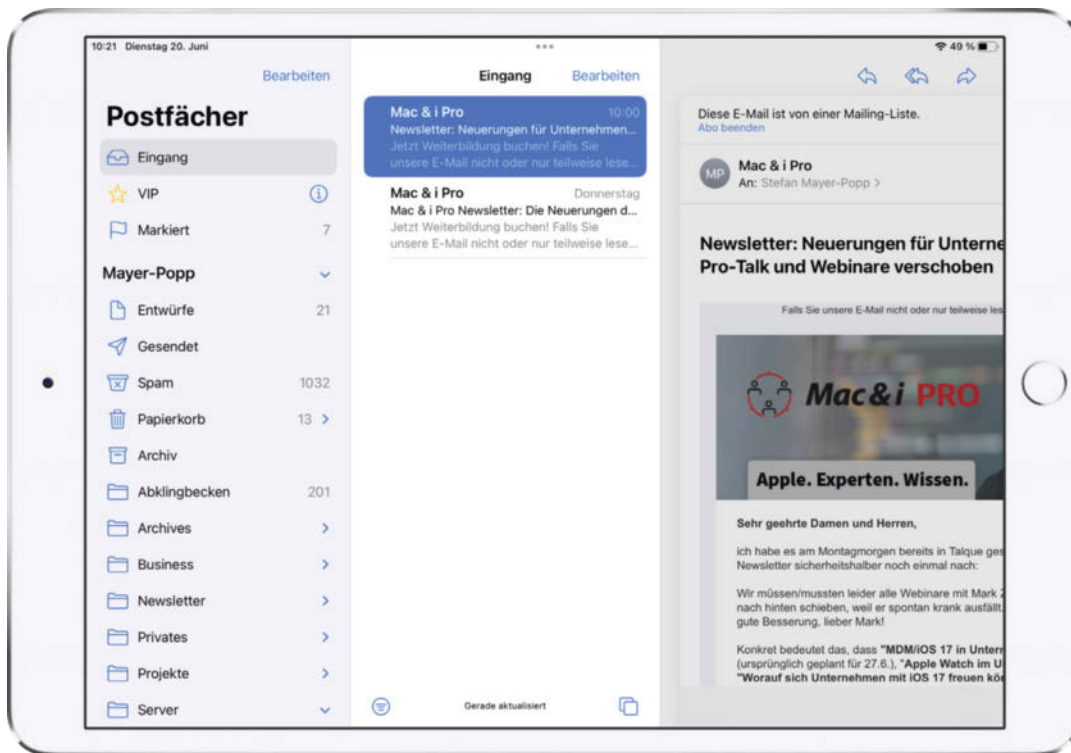 10:21 Dienstag 20. Juni
49 %
Bearbeiten
Postfächer
Eingang
VIP
Markiert 7
Mayer-Popp
Entwürfe 21
Gesendet
Spam 1032
Papierkorb 13
Archiv
Abklingbecken 201
Archives
Business
Newsletter
Privates
Projekte
Server
Eingang Bearbeiten
Mac & i Pro 10:00
Newsletter: Neuerungen für Unternehmen...
Jetzt Weiterbildung buchen! Falls Sie
unsere E-Mail nicht oder nur teilweise lese...
Mac & i Pro Donnerstag
Mac & i Pro Newsletter: Die Neuerungen d...
Jetzt Weiterbildung buchen! Falls Sie
unsere E-Mail nicht oder nur teilweise lese...
Gerade aktualisiert
Diese E-Mail ist von einer Mailing-Liste.
Abo beenden
MP
Mac & i Pro
An: Stefan Mayer-Popp
Newsletter: Neuerungen für Unterne
Pro-Talk und Webinare verschoben
Falls Sie unsere E-Mail nicht oder nur teilweise les
Mac & i PRO
Apple. Experten. Wissen.
Sehr geehrte Damen und Herren,
ich habe es am Montagmorgen bereits in Talque ges
Newsletter sicherheitshalber noch einmal nach:
Wir müssen/mussten leider alle Webinare mit Mark
nach hinten schieben, weil er spontan krank ausfällt.
gute Besserung, lieber Mark!
Konkret bedeutet das, dass "MDM/iOS 17 in Untern
(ursprünglich geplant für 27.6.), "Apple Watch im U
"Worauf sich Unternehmen mit iOS 17 freuen kö